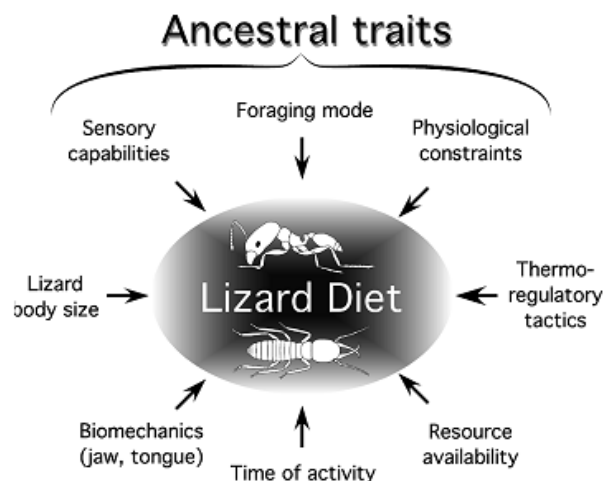 Ancestral traits
Foraging mode
Sensory
capabilities
Physiological
constraints
Lizard
body size
Lizard Diet
Thermo-
regulatory
tactics
Biomechanics
(jaw, tongue)
Time of activity
Resource
availability